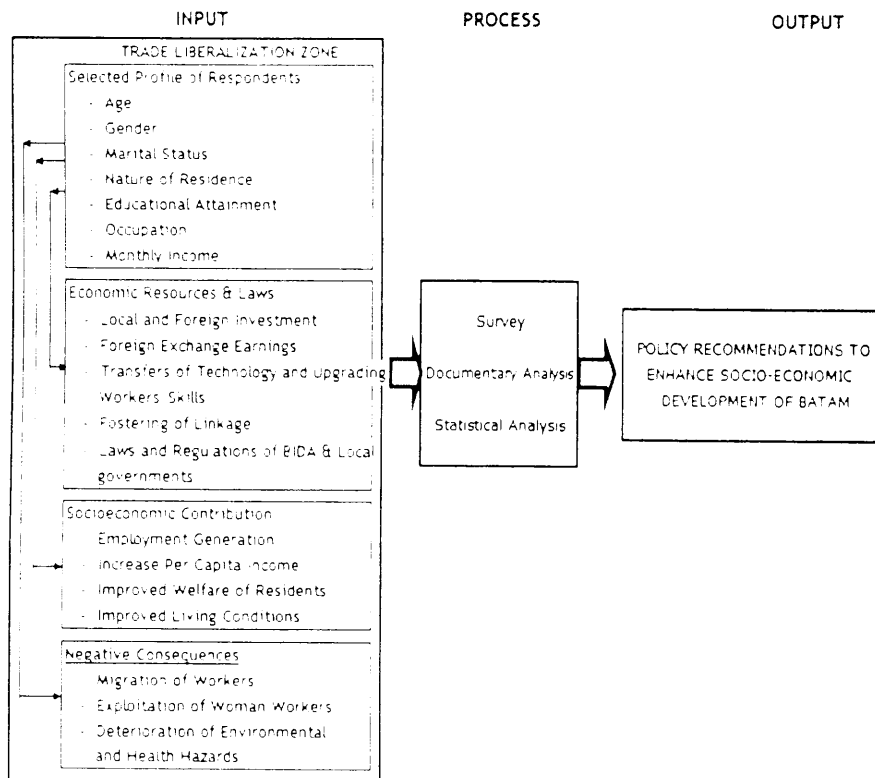 INPUT
PROCESS
OUTPUT
TRADE LIBERALIZATION ZONE
Selected Profile of Respondents
- Age
- Gender
- Marital Status
- Nature of Residence
- Educational Attainment
- Occupation
- Monthly Income
Economic Resources & Laws
- Local and Foreign Investment
- Foreign Exchange Earnings
- Transfers of Technology and Upgrading
Workers Skills
- Fostering of Linkage
- Laws and Regulations of BIDA & Local
governments
Socioeconomic Contribution
Employment Generation
- Increase Per Capita Income
- Improved Welfare of Residents
- Improved Living Conditions
Negative Consequences
Migration of Workers
- Exploitation of Woman Workers
- Deterioration of Environmental
and Health Hazards
Survey
Documentary Analysis
Statistical Analysis
POLICY RECOMMENDATIONS TO
ENHANCE SOCIO-ECONOMIC
DEVELOPMENT OF BATAM